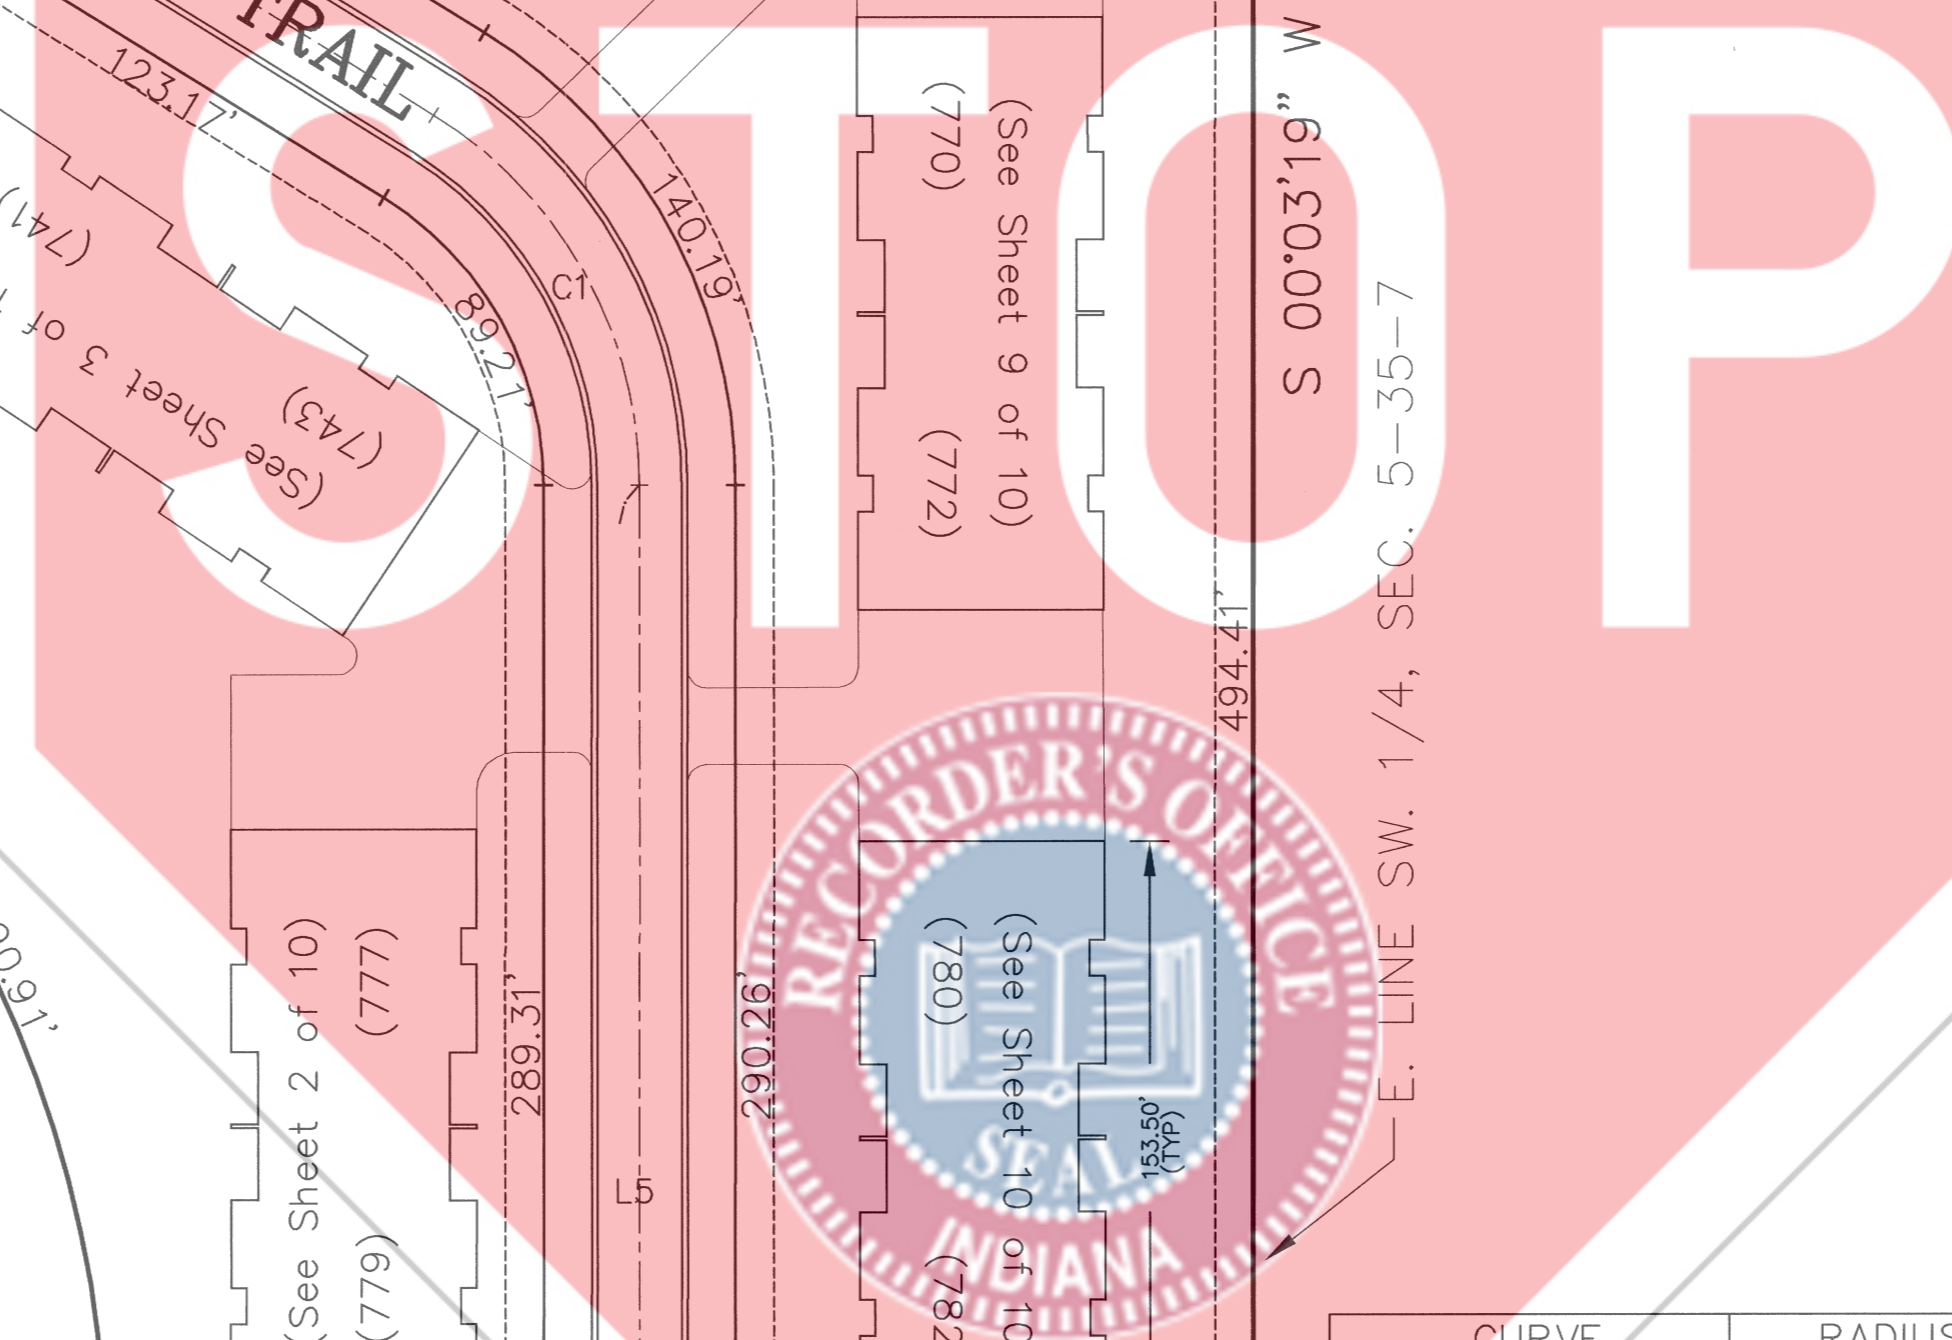 STOP
TRAIL
123.17'
140.19'
C1
89.21'
(741)
(743)
(See Sheet 3 of
(770)
(772)
(See Sheet 9 of 10)
S 00°03'19" W
494.41'
E. LINE SW. 1/4, SEC. 5-35-7
RECORDER'S OFFICE
SEAL
INDIANA
(777)
(779)
(See Sheet 2 of 10)
289.31'
290.26'
L5
(780)
(782
(See Sheet 10 of 10
153.50'
(TYP)
0.91'
CURVE
RADIUS